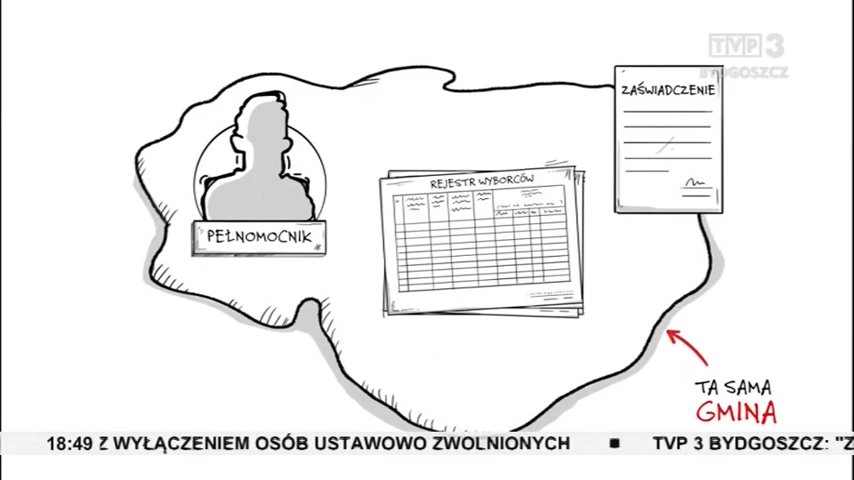 TVP3
BYDGOSZCZ
ZAŚWIADCZENIE
REJESTR WYBORCÓW
PEŁNOMOCNIK
TA SAMA
GMINA
18:49 Z WYŁĄCZENIEM OSÓB USTAWOWO ZWOLNIONYCH ■ TVP 3 BYDGOSZCZ: "Z